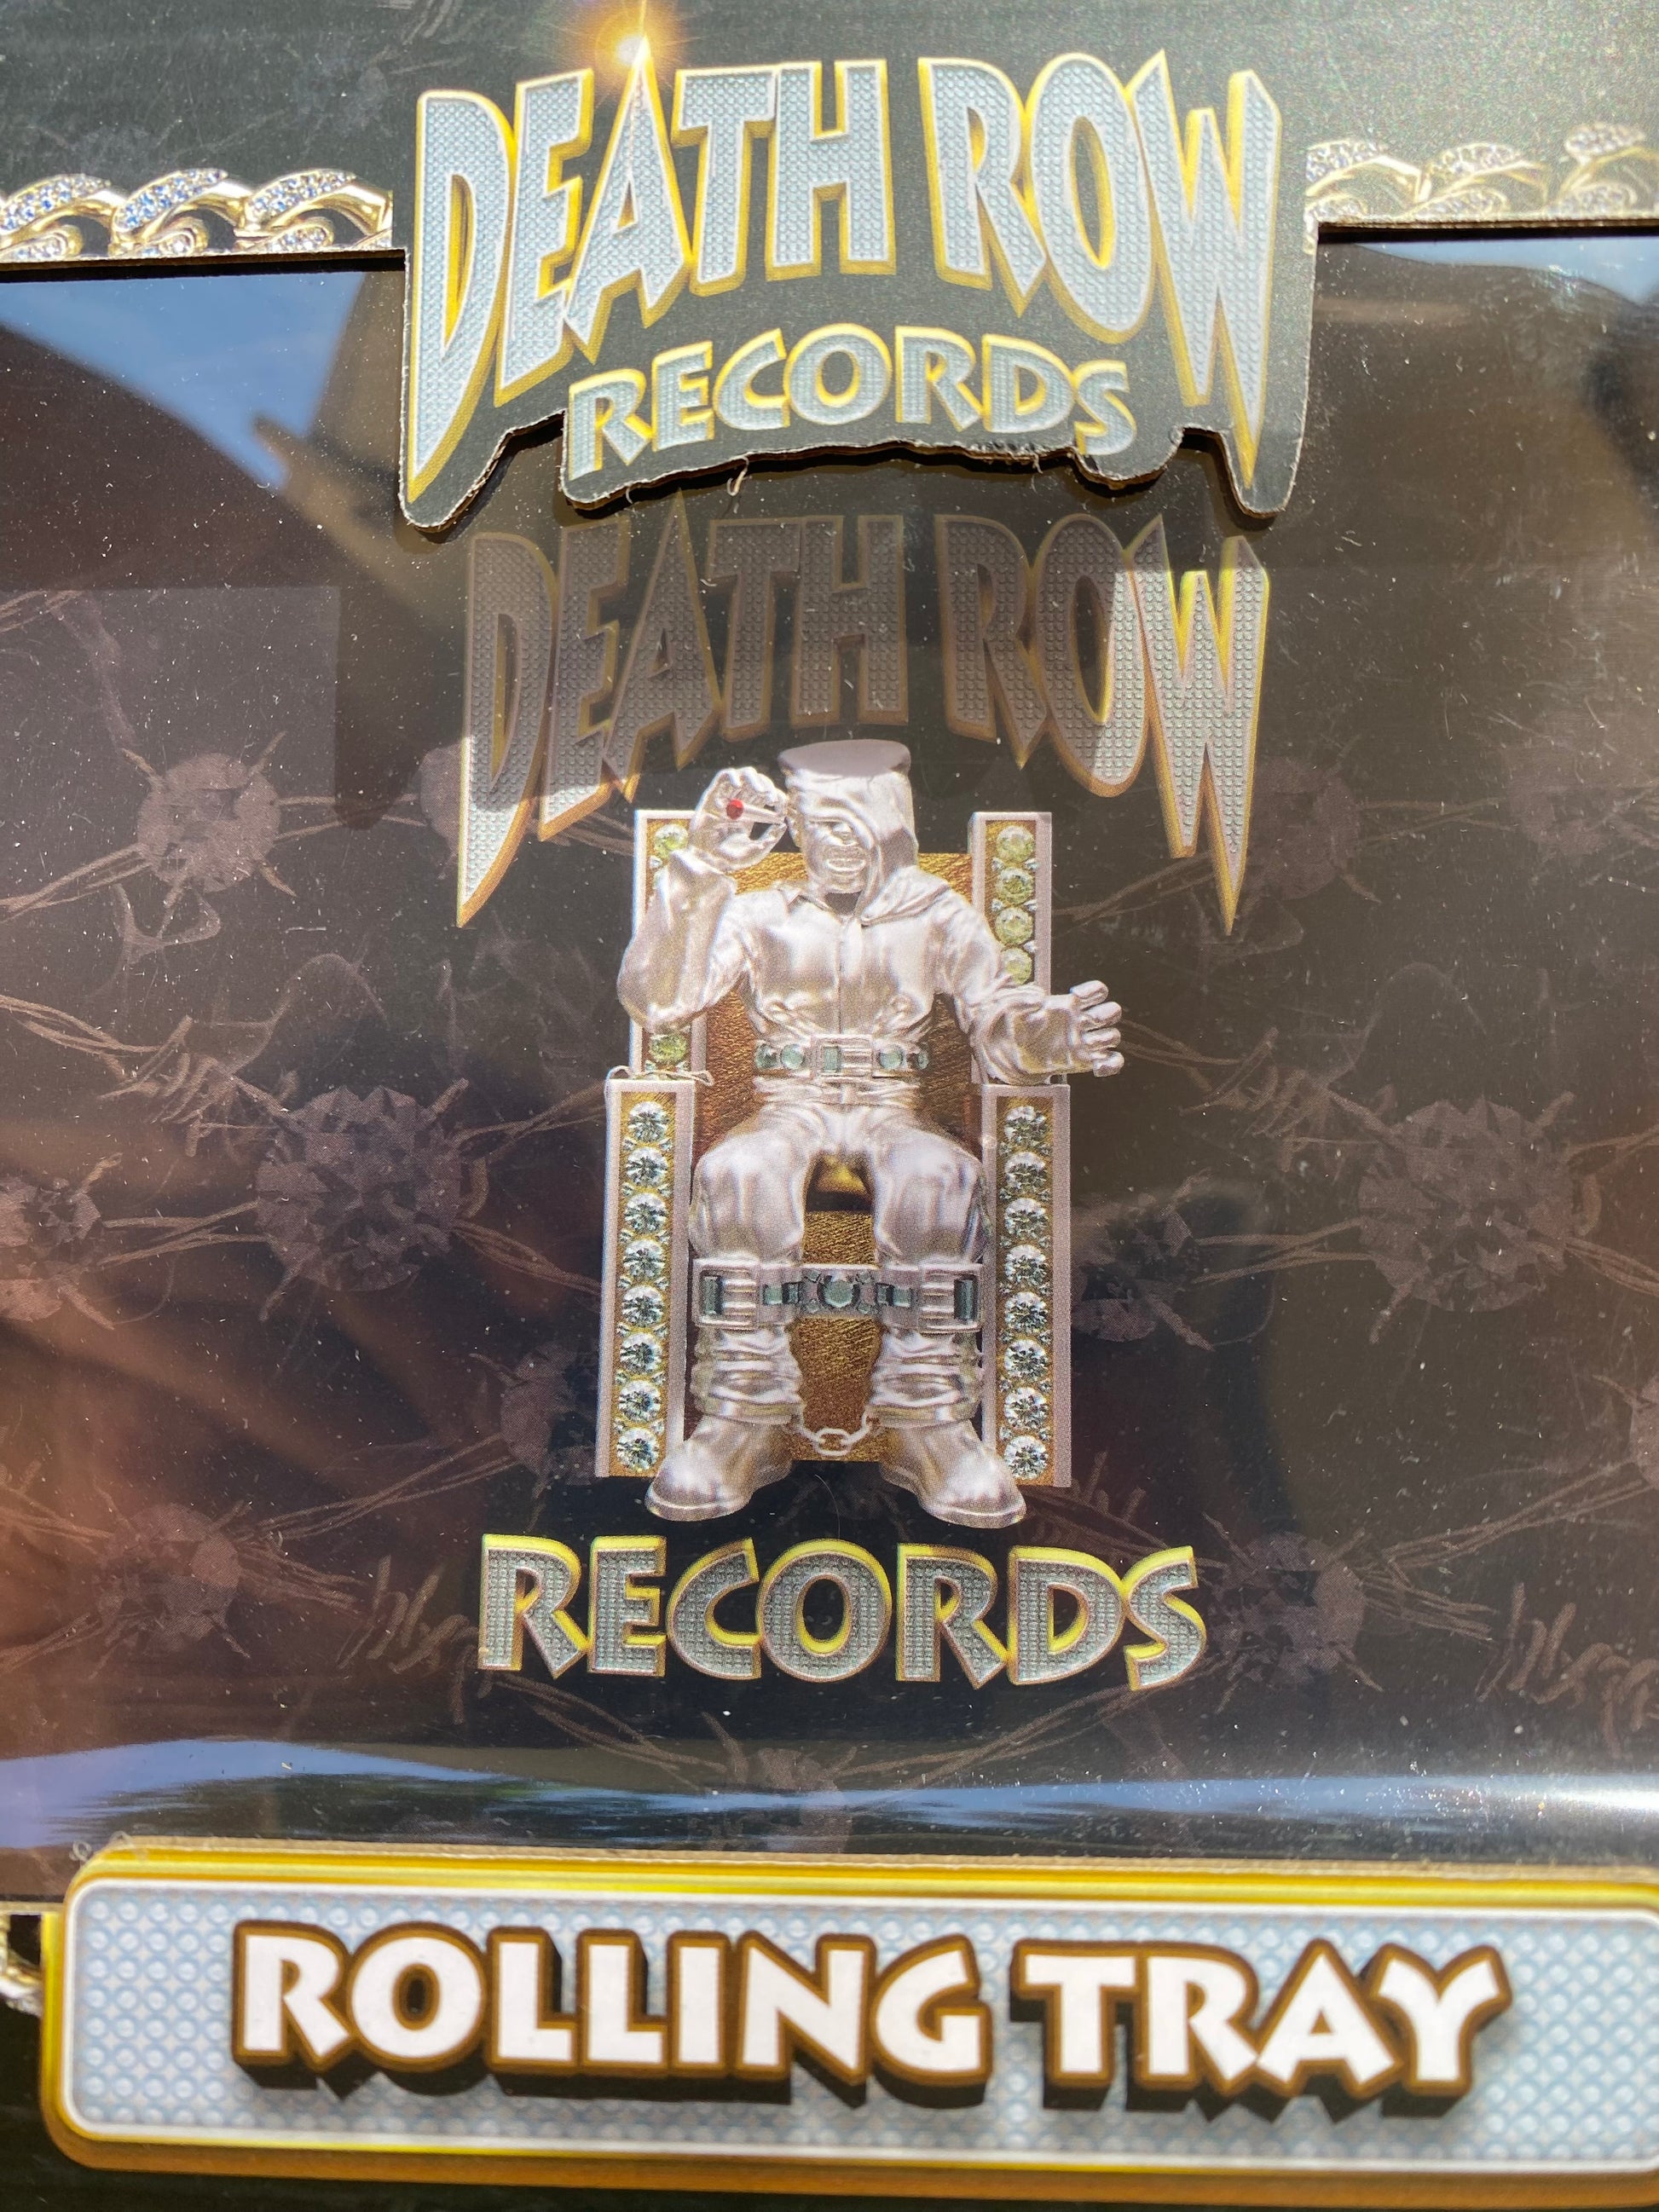 DEATH ROW
RECORDS
DEATH ROW
RECORDS
ROLLING TRAY